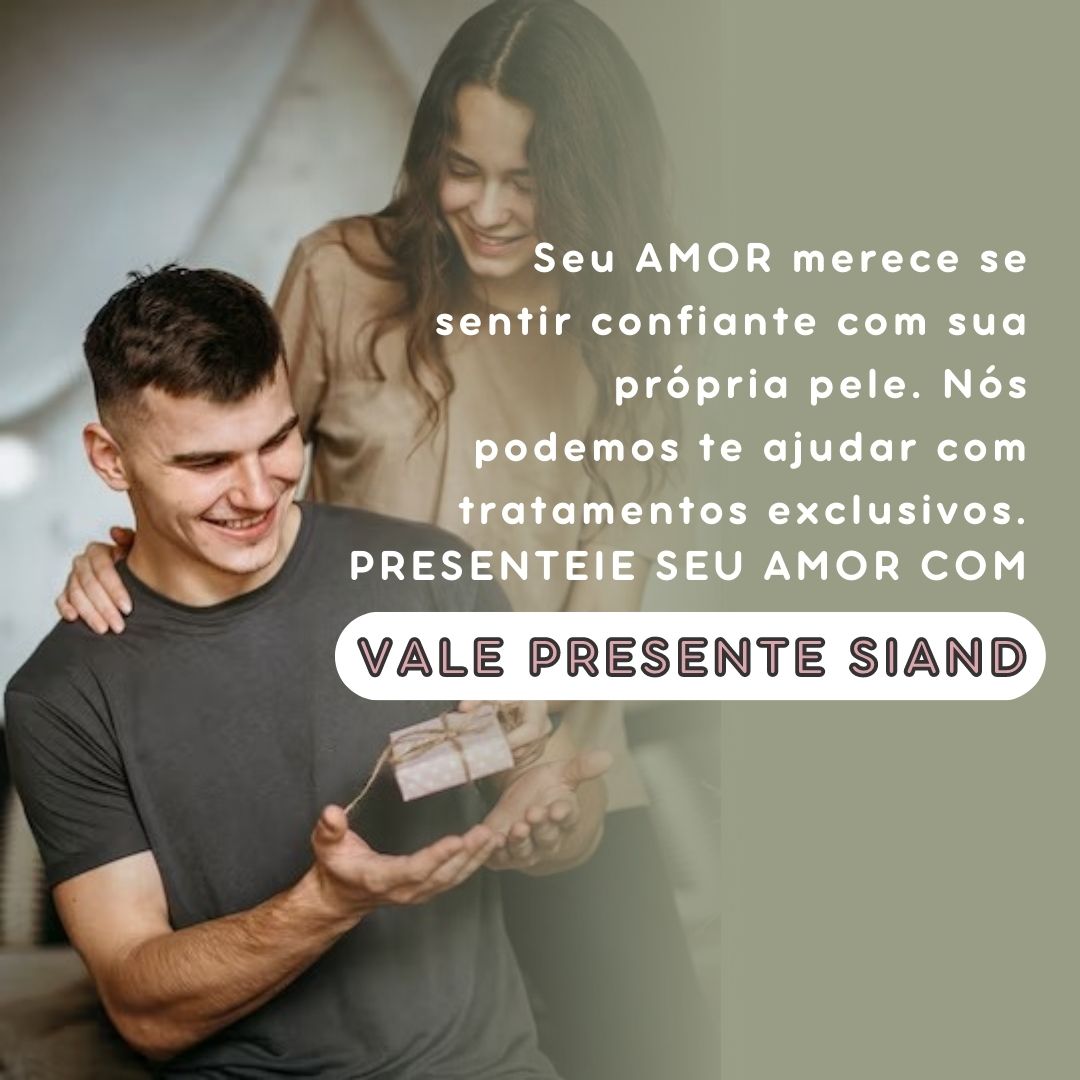 Seu AMOR merece se
sentir confiante com sua
própria pele. Nós
podemos te ajudar com
tratamentos exclusivos.
PRESENTEIE SEU AMOR COM
VALE PRESENTE SIAND